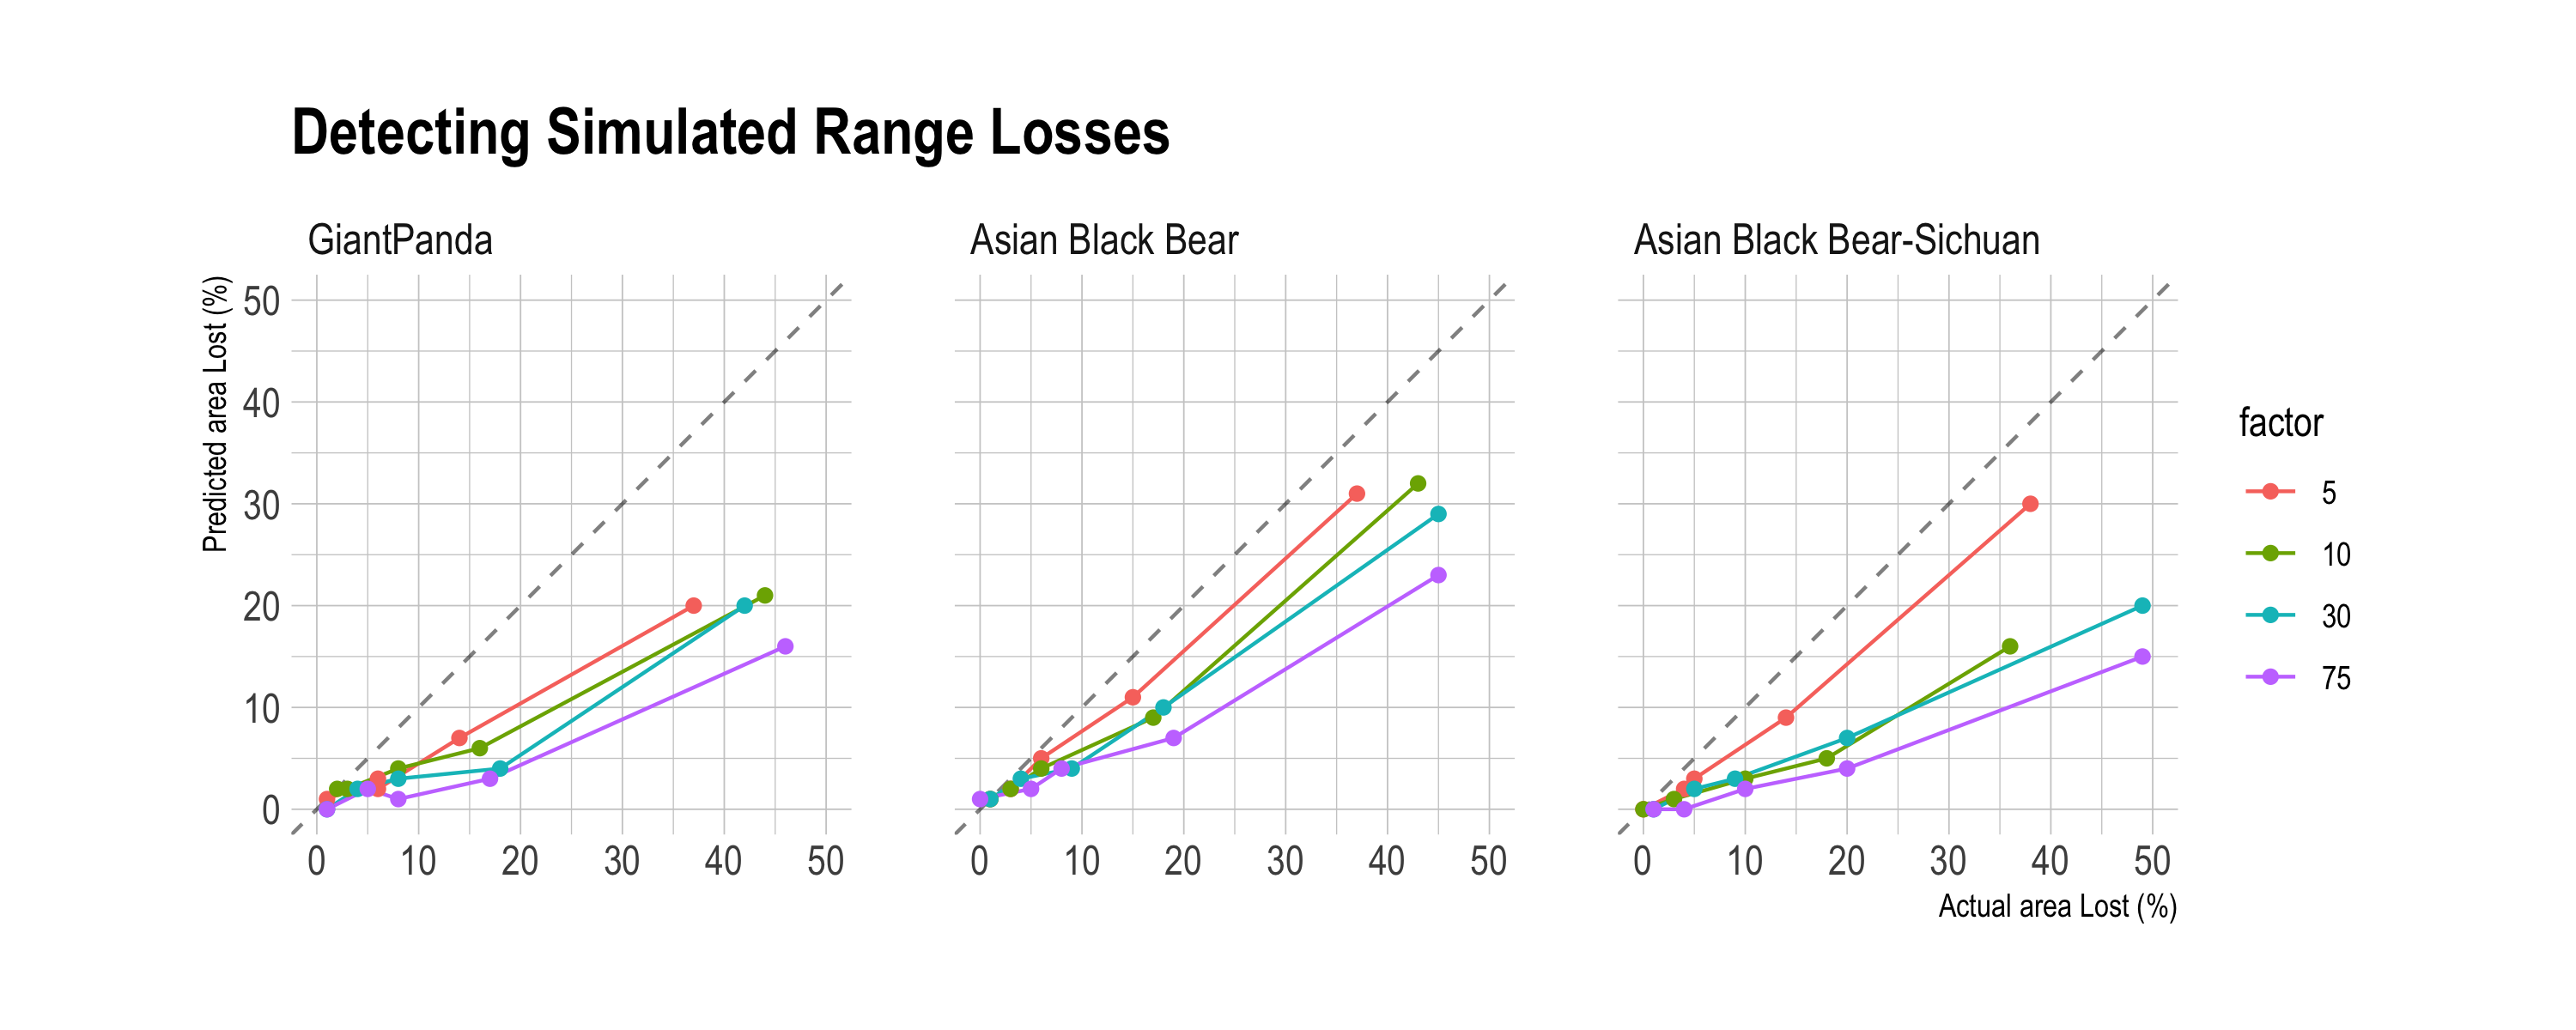 Detecting Simulated Range Losses
GiantPanda
Asian Black Bear
Asian Black Bear-Sichuan
Predicted area Lost (%)
50
40
30
20
10
0
0 10 20 30 40 50
0 10 20 30 40 50
0 10 20 30 40 50
Actual area Lost (%)
factor
5
10
30
75